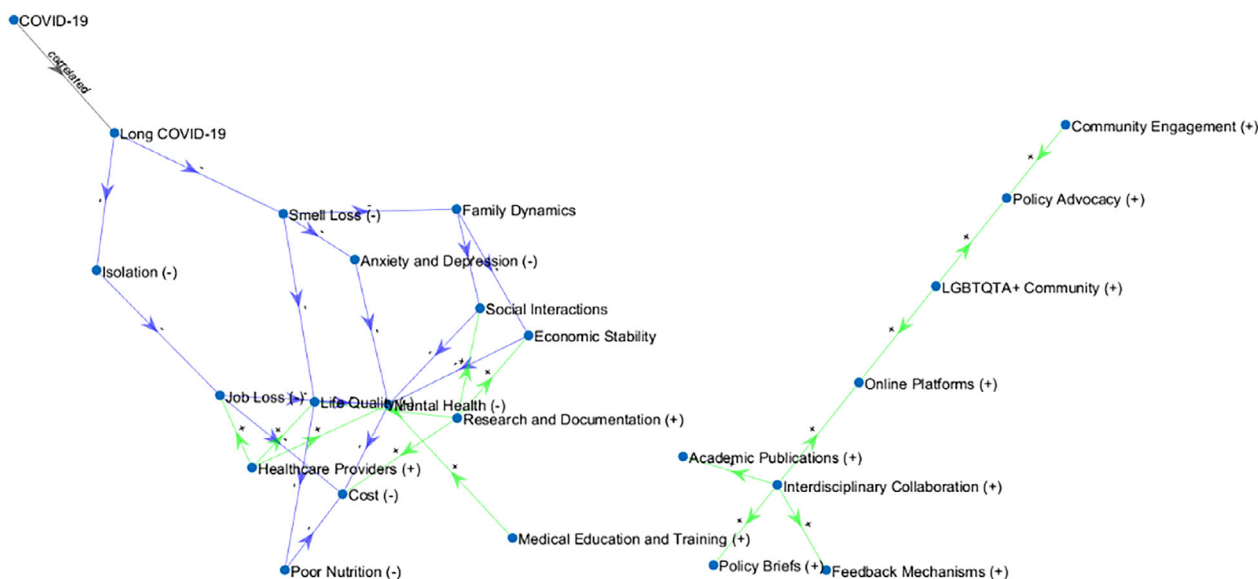 COVID-19
correlated
Long COVID-19
Community Engagement (+)
Policy Advocacy (+)
Smell Loss (-)
Family Dynamics
Anxiety and Depression (-)
Isolation (-)
LGBTQTA+ Community (+)
Social Interactions
Economic Stability
Online Platforms (+)
Job Loss (-)
Life Quality (-)
Mental Health (-)
Research and Documentation (+)
Academic Publications (+)
Healthcare Providers (+)
Interdisciplinary Collaboration (+)
Cost (-)
Medical Education and Training (+)
Policy Briefs (+)
Feedback Mechanisms (+)
Poor Nutrition (-)